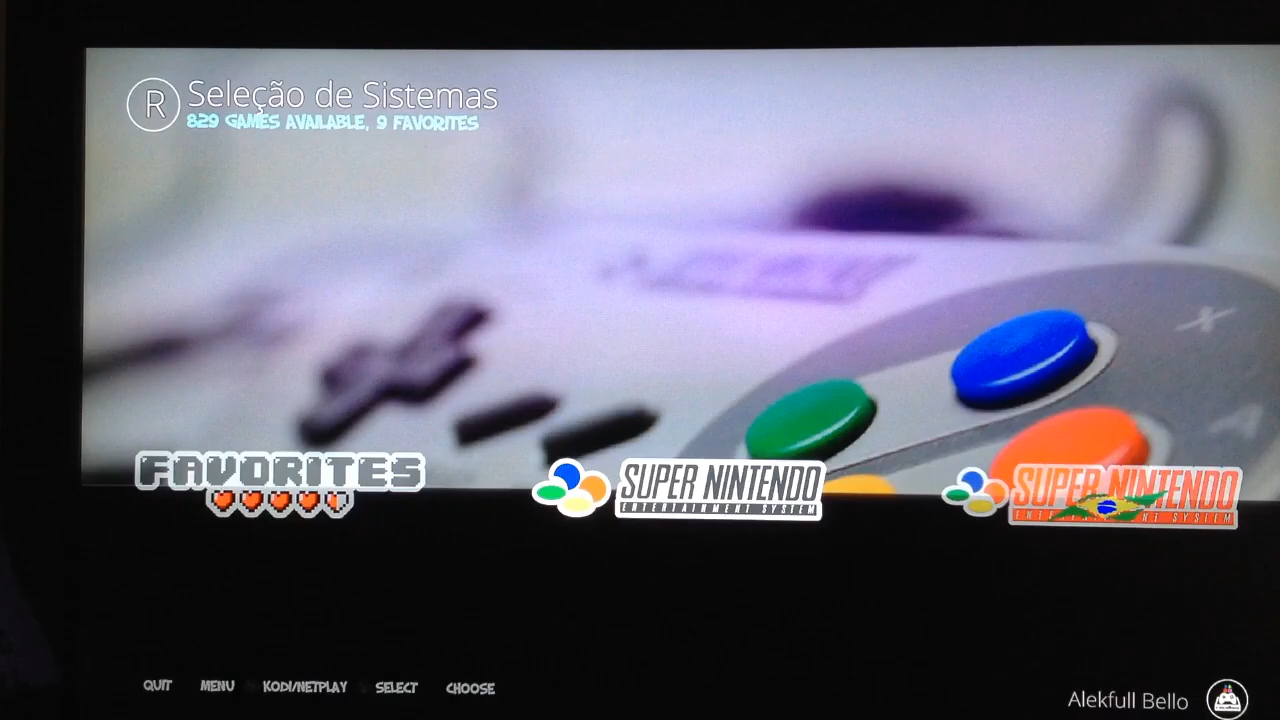 R
Seleção de Sistemas
829 GAMES AVAILABLE, 9 FAVORITES
X
FAVORITES
SUPER NINTENDO
ENTERTAINMENT SYSTEM
SUPER NINTENDO
QUIT MENU KODI/NETPLAY SELECT CHOOSE
Alekfull Bello